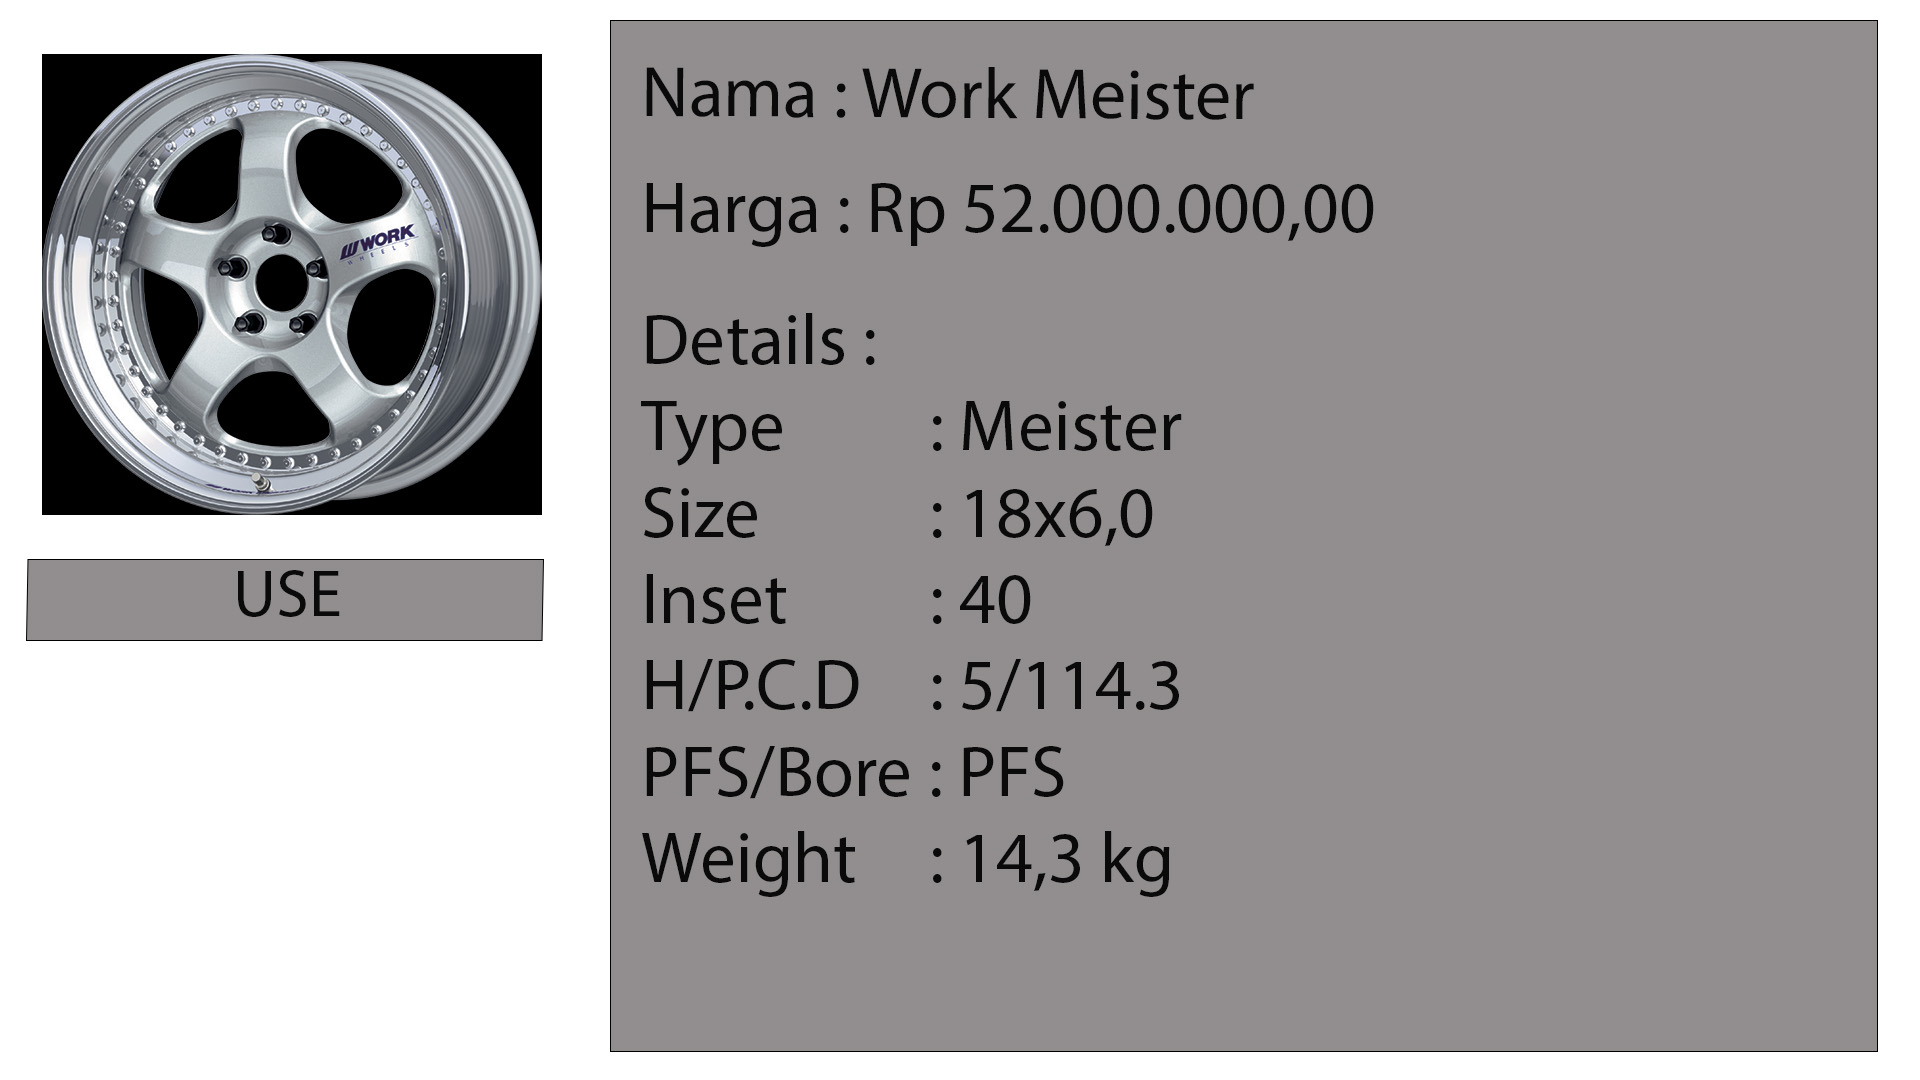 WORK
WHEELS
USE
Nama : Work Meister
Harga : Rp 52.000.000,00
Details :
Type : Meister
Size : 18x6,0
Inset : 40
H/P.C.D : 5/114.3
PFS/Bore : PFS
Weight : 14,3 kg